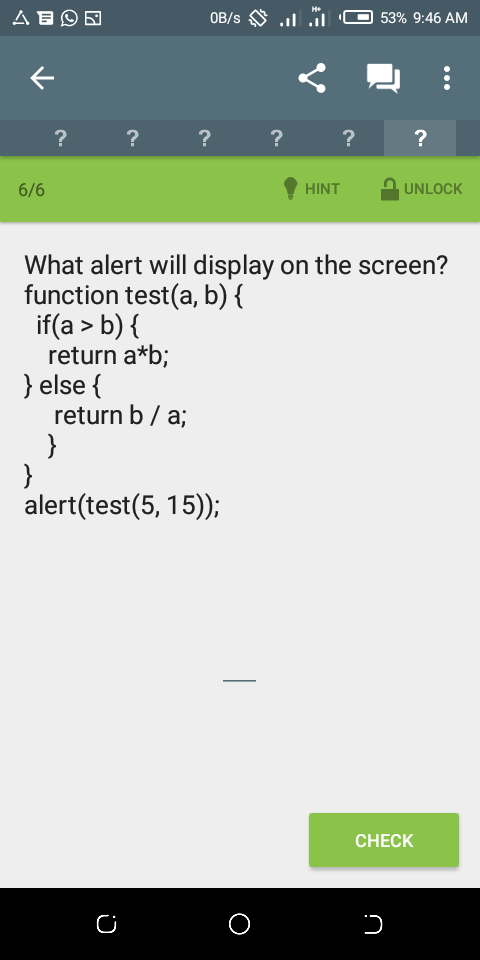 0B/s H+ 53% 9:46 AM
? ? ? ? ? ?
6/6 HINT UNLOCK
What alert will display on the screen?
function test(a, b) {
if(a > b) {
return a*b;
} else {
return b / a;
}
}
alert(test(5, 15));
CHECK